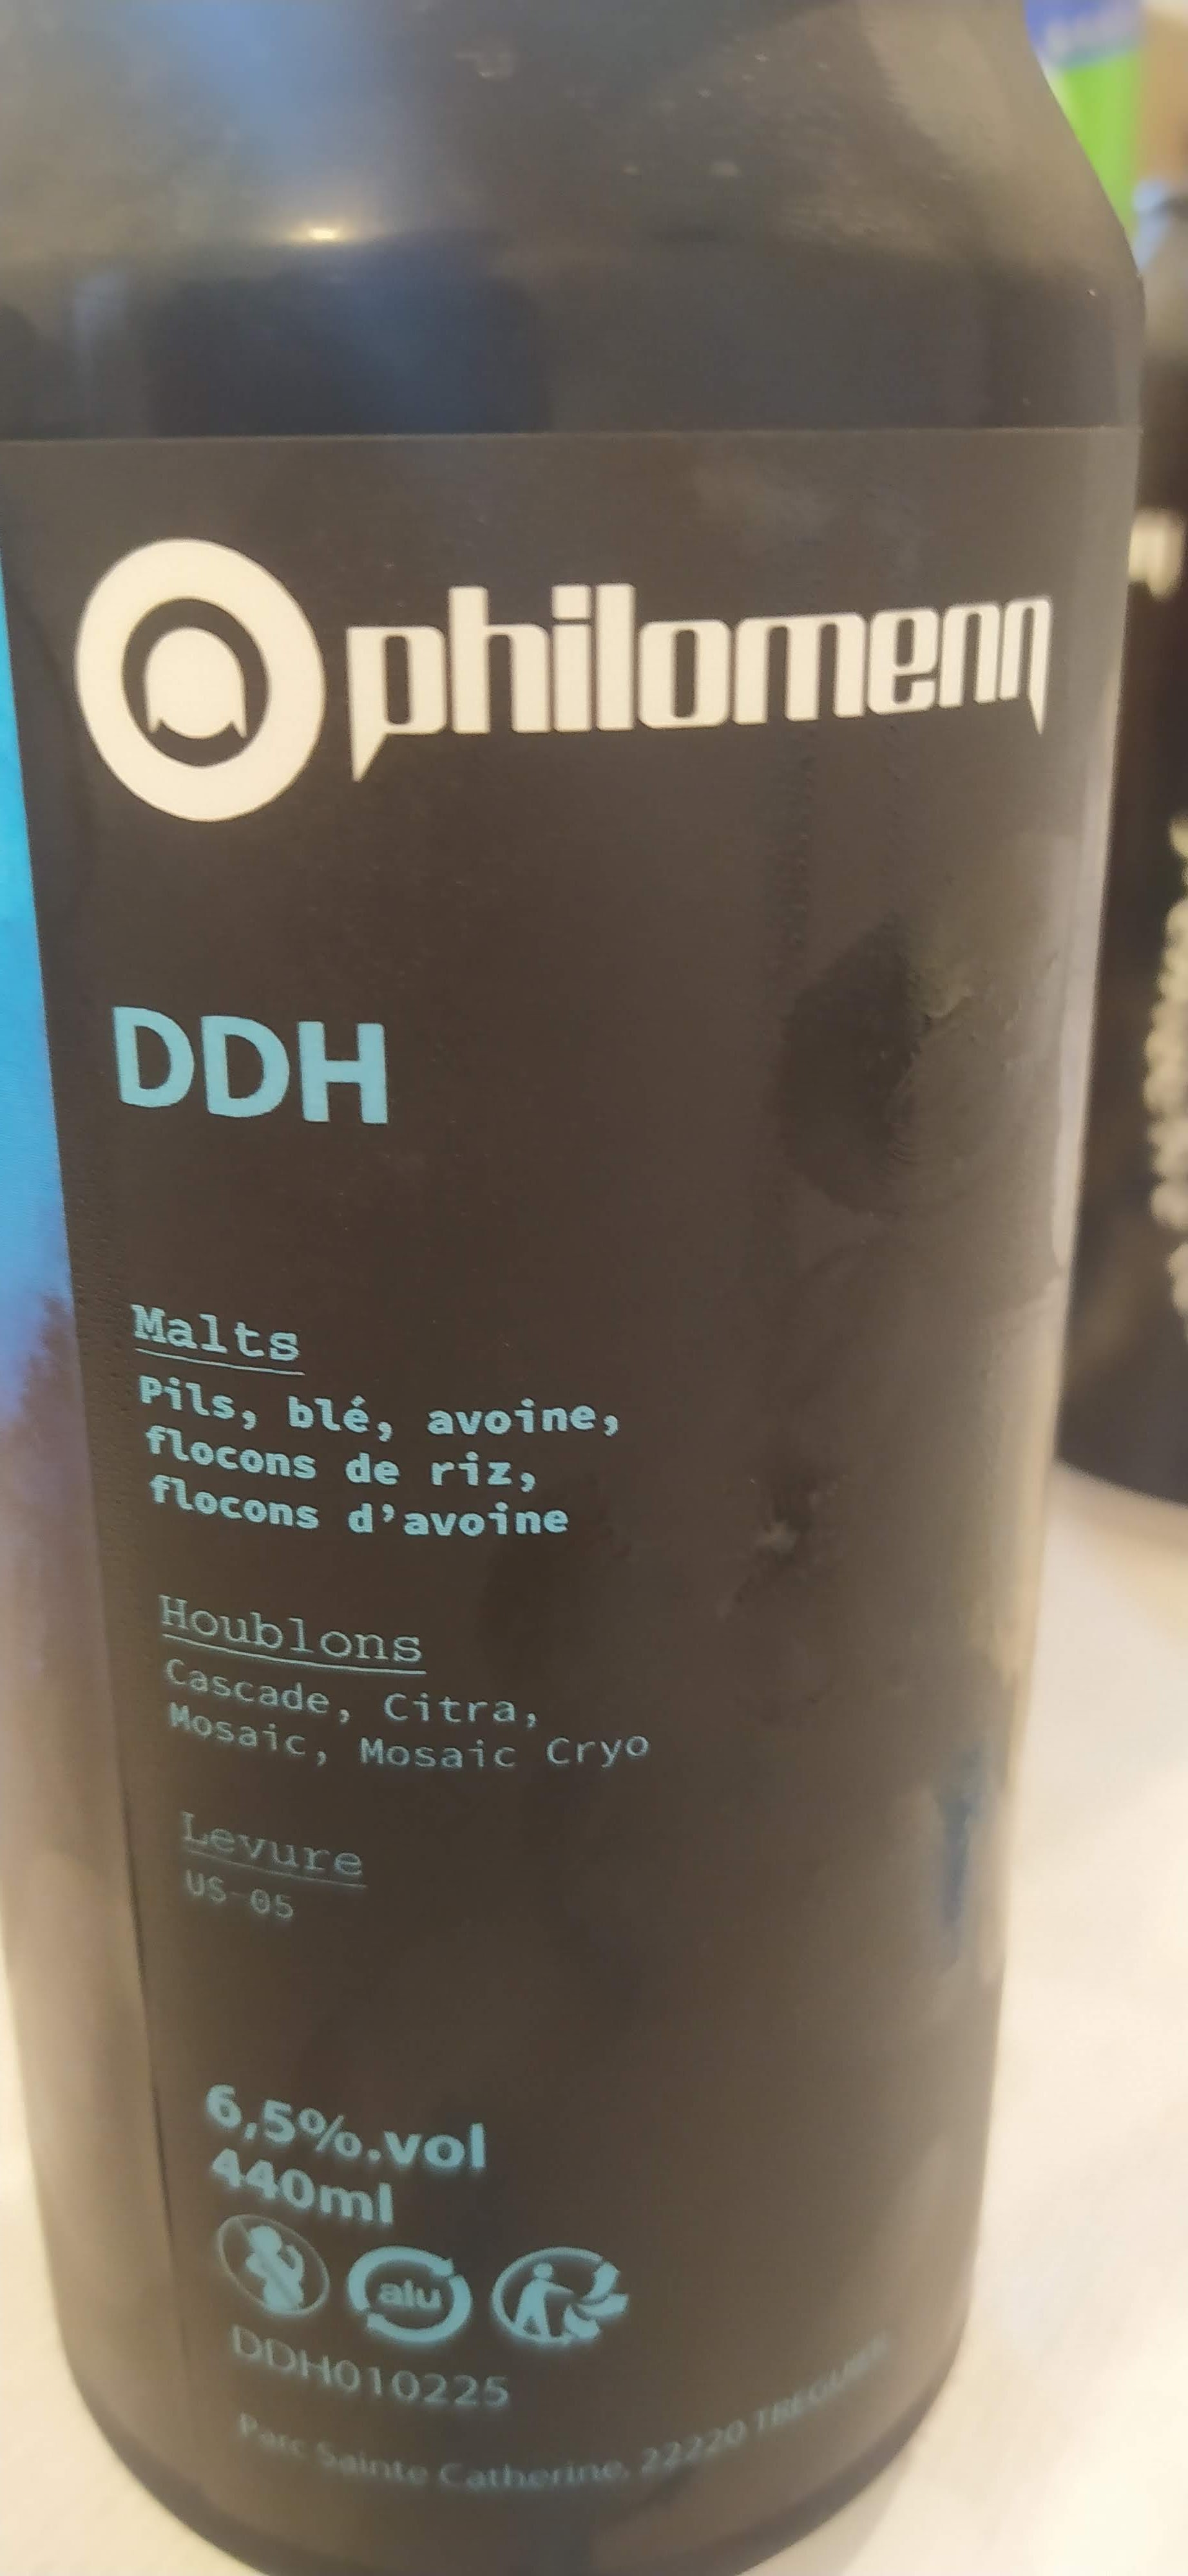 philomenn
DDH
Malts
Pils, blé, avoine,
flocons de riz,
flocons d'avoine
Houblons
Cascade, Citra,
Mosaic, Mosaic Cryo
Levure
US-05
6,5%.vol
440ml
alu
DDH010225
Parc Sainte Catherine, 22220 TREGUIER